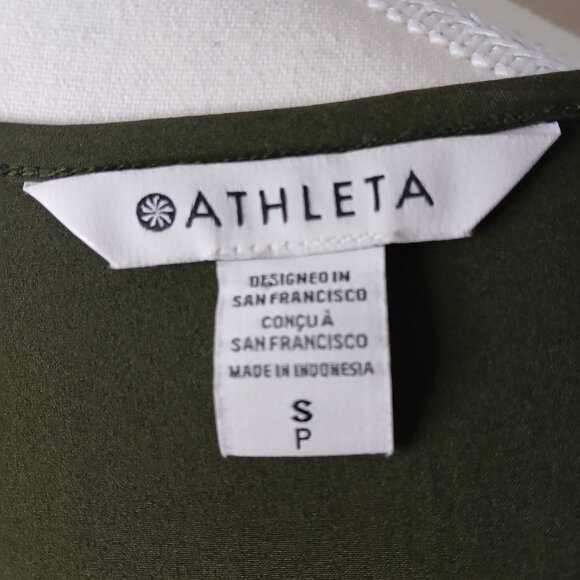 ATHLETA
DESIGNED IN
SAN FRANCISCO
CONÇU À
SAN FRANCISCO
MADE IN INDONESIA
S
P